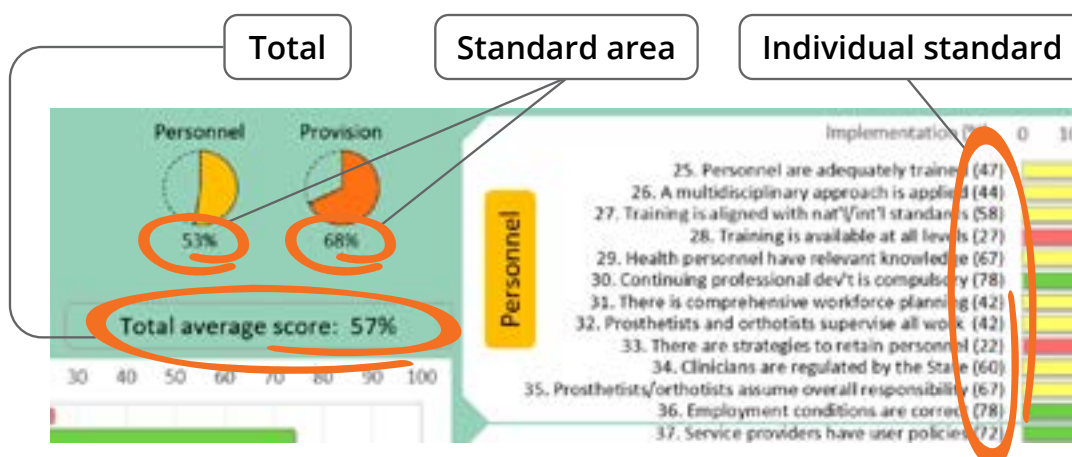 Total
Standard area
Individual standard
Personnel
Provision
53%
68%
Total average score: 57%
30 40 50 60 70 80 90 100
Implementation
0 10
Personnel
25. Personnel are adequately trained (47)
26. A multidisciplinary approach is applied (44)
27. Training is aligned with nat'l/int'l standards (58)
28. Training is available at all levels (27)
29. Health personnel have relevant knowledge (67)
30. Continuing professional dev't is compulsory (78)
31. There is comprehensive workforce planning (42)
32. Prosthetists and orthotists supervise all work (42)
33. There are strategies to retain personnel (22)
34. Clinicians are regulated by the State (60)
35. Prosthetists/orthotists assume overall responsibility (67)
36. Employment conditions are correct (78)
37. Service providers have user policies (72)